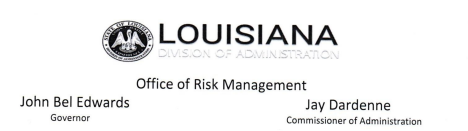 LOUISIANA
DIVISION OF ADMINISTRATION
Office of Risk Management
John Bel Edwards
Governor
Jay Dardenne
Commissioner of Administration